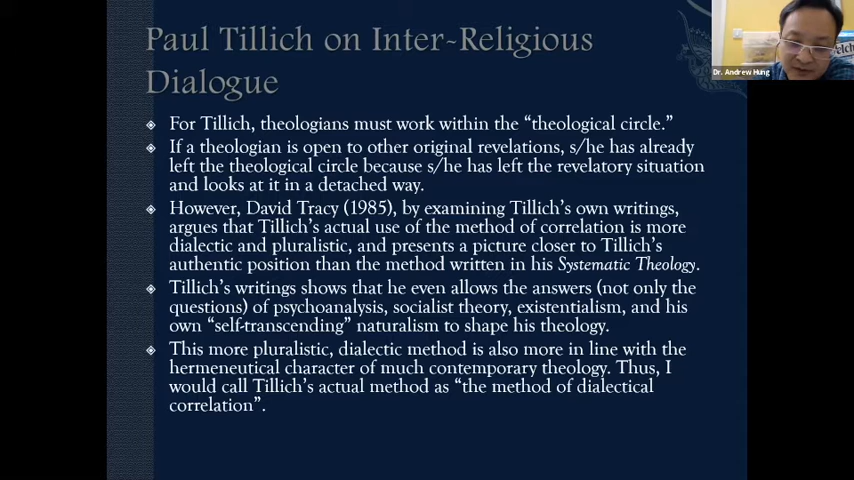 Paul Tillich on Inter-Religious
Dialogue
Dr. Andrew Hung
For Tillich, theologians must work within the “theological circle.”
If a theologian is open to other original revelations, s/he has already
left the theological circle because s/he has left the revelatory situation
and looks at it in a detached way.
However, David Tracy (1985), by examining Tillich’s own writings,
argues that Tillich’s actual use of the method of correlation is more
dialectic and pluralistic, and presents a picture closer to Tillich’s
authentic position than the method written in his Systematic Theology.
Tillich’s writings shows that he even allows the answers (not only the
questions) of psychoanalysis, socialist theory, existentialism, and his
own “self-transcending” naturalism to shape his theology.
This more pluralistic, dialectic method is also more in line with the
hermeneutical character of much contemporary theology. Thus, I
would call Tillich’s actual method as “the method of dialectical
correlation”.